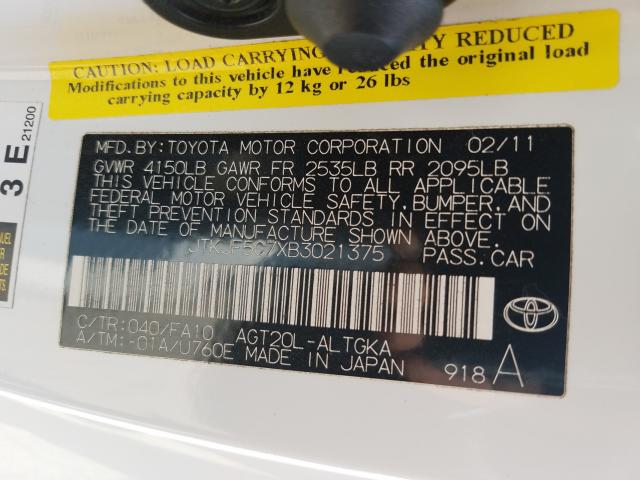 CAUTION: LOAD CARRYING REDUCED
Modifications to this vehicle have reduced the original load
carrying capacity by 12 kg or 26 lbs
3 E
21200
MFD. BY: TOYOTA MOTOR CORPORATION 02/11
GVWR 4150LB GAWR FR 2535LB RR 2095LB
THIS VEHICLE CONFORMS TO ALL APPLICABLE
FEDERAL MOTOR VEHICLE SAFETY, BUMPER, AND
THEFT PREVENTION STANDARDS IN EFFECT ON
THE DATE OF MANUFACTURE SHOWN ABOVE.
JTKJF5C7XB3021375 PASS.CAR
C/TR: 040/FA10 AGT20L-ALTGKA
A/TM: -01A/U760E MADE IN JAPAN
918 A
TOYOTA